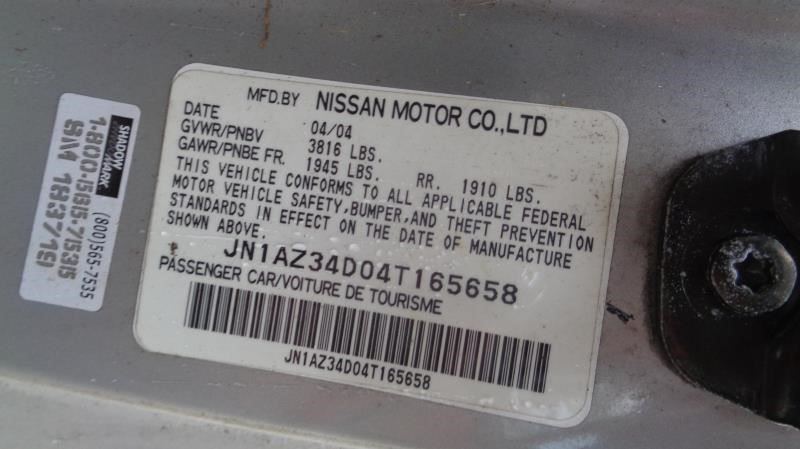 MFD.BY NISSAN MOTOR CO.,LTD
DATE 04/04
GVWR/PNBV 3816 LBS.
GAWR/PNBE FR. 1945 LBS. RR. 1910 LBS.
THIS VEHICLE CONFORMS TO ALL APPLICABLE FEDERAL
MOTOR VEHICLE SAFETY,BUMPER,AND THEFT PREVENTION
STANDARDS IN EFFECT ON THE DATE OF MANUFACTURE
SHOWN ABOVE.
JN1AZ34D04T165658
PASSENGER CAR/VOITURE DE TOURISME
JN1AZ34D04T165658
SHADOW
MARK
(800)565-7535
1-800-565-7535